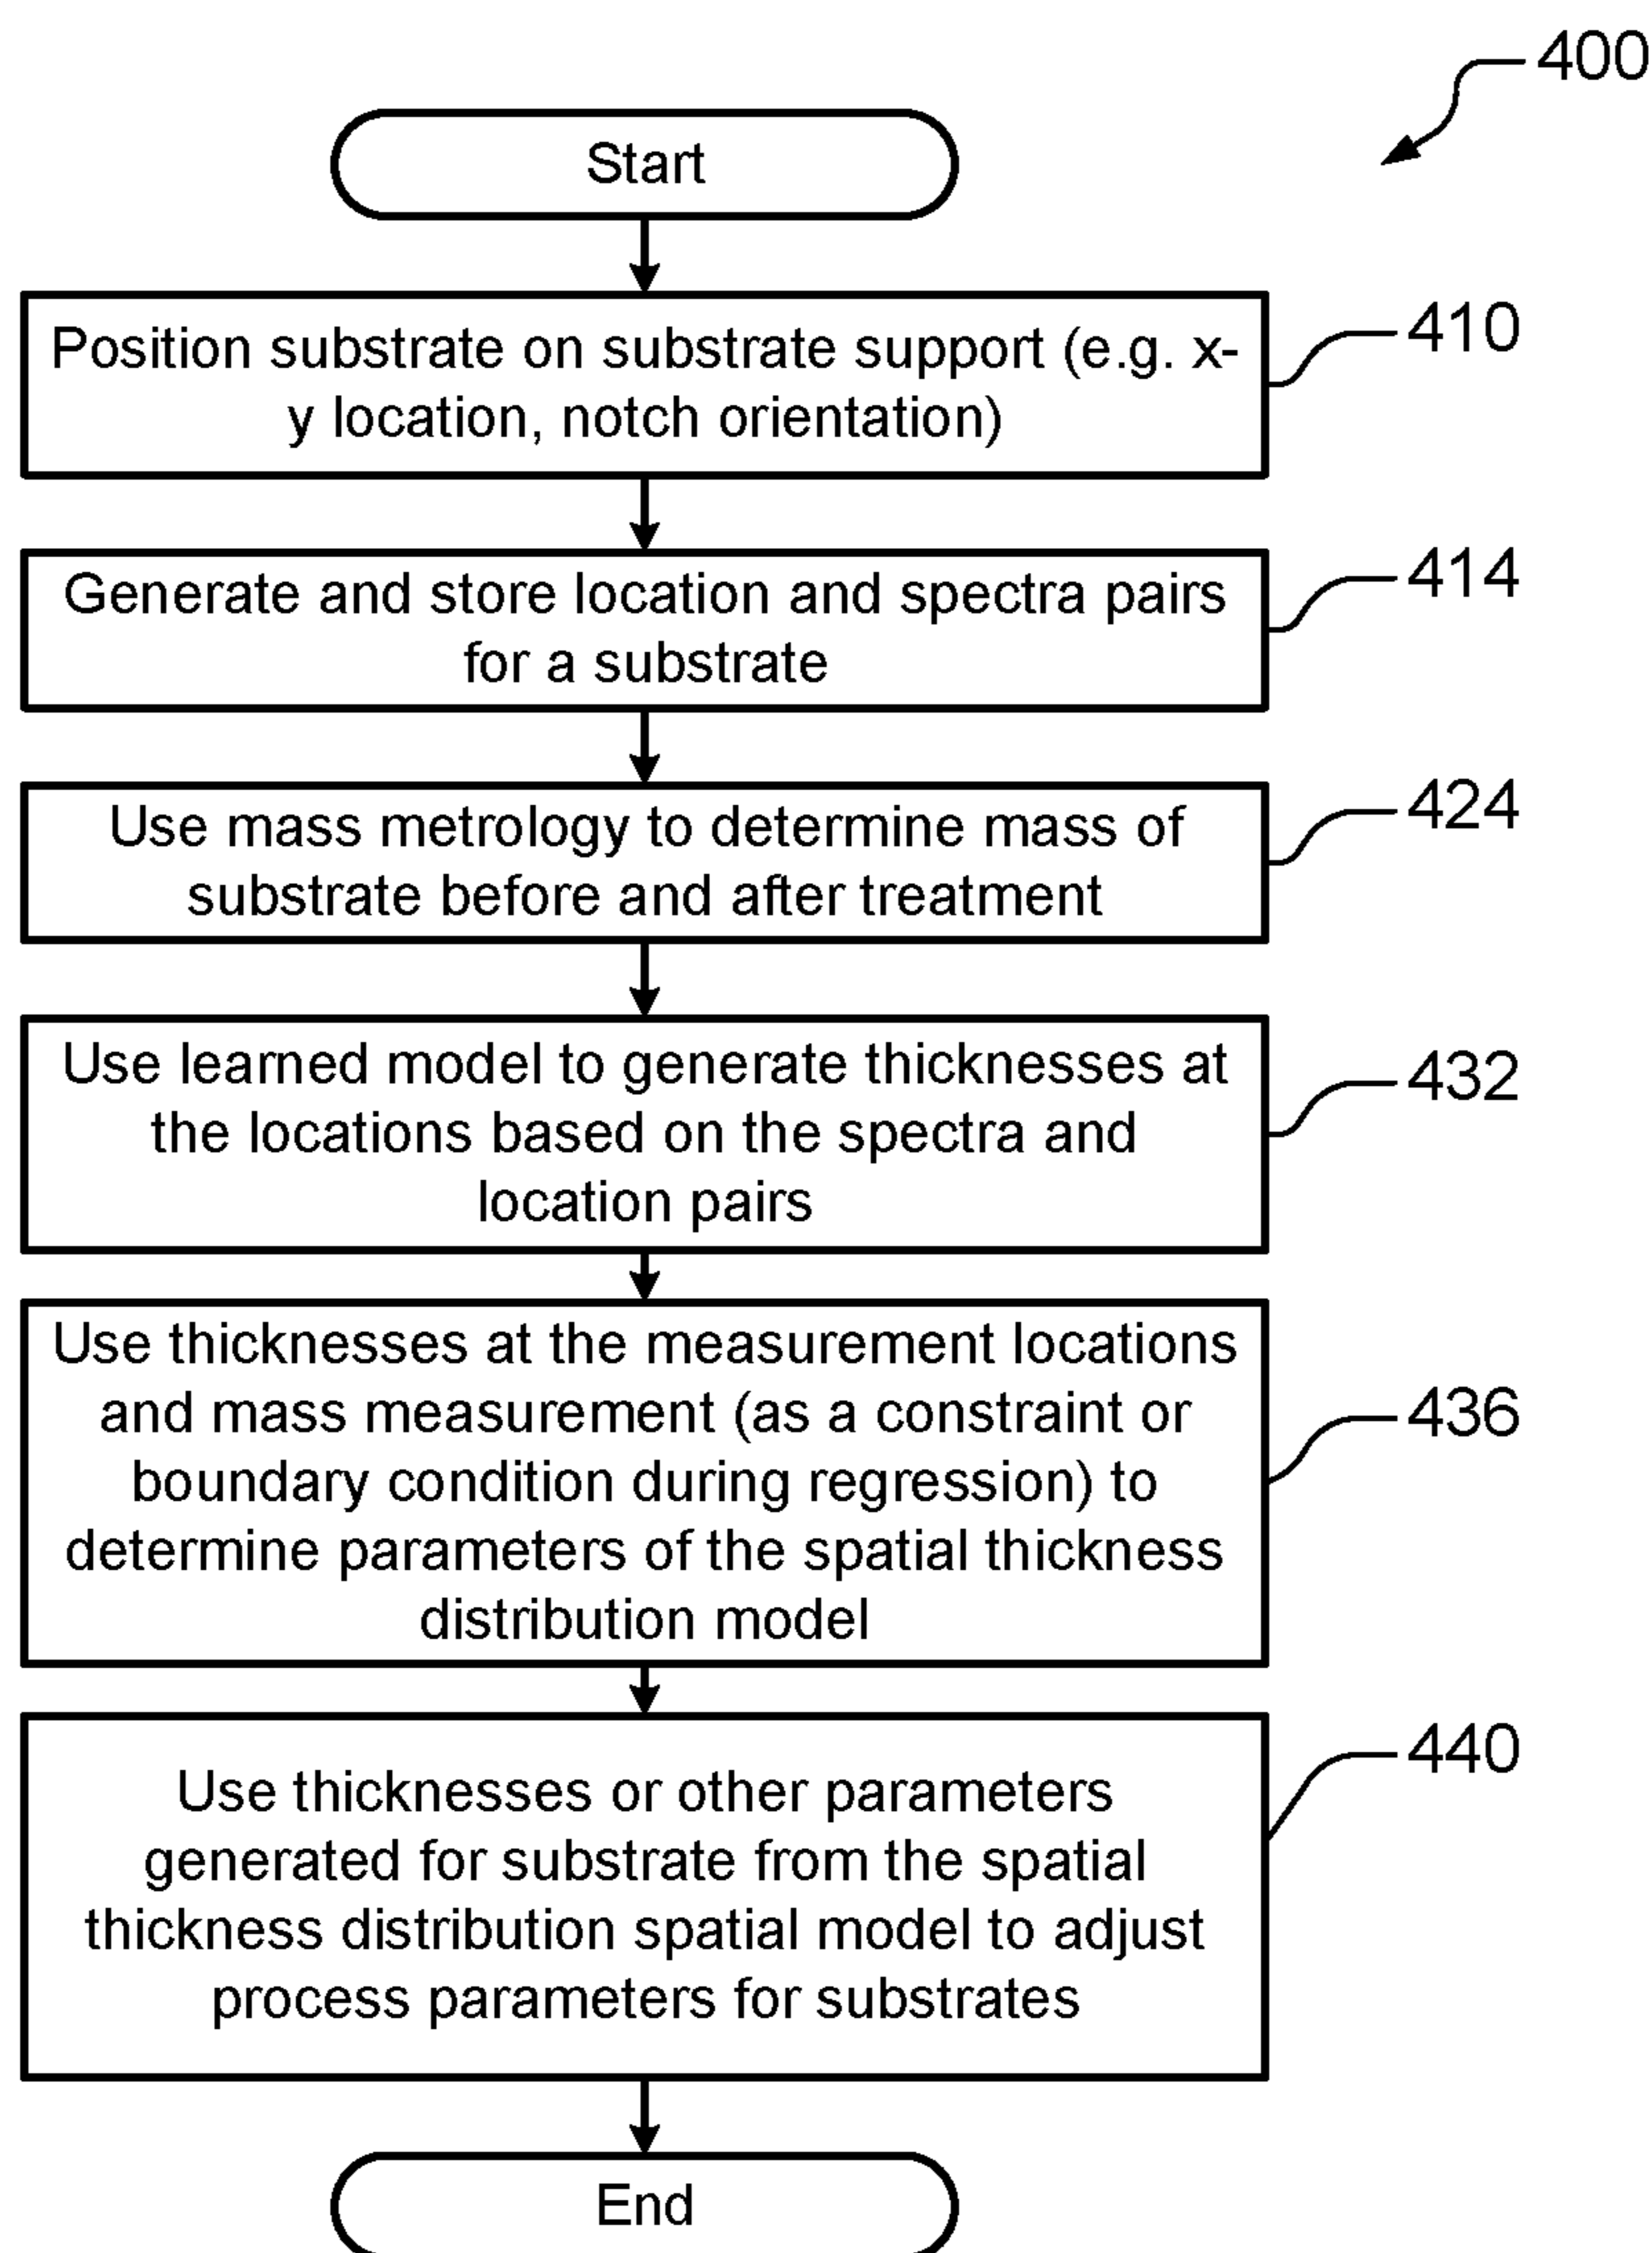 400
Start
Position substrate on substrate support (e.g. x-
y location, notch orientation)
410
Generate and store location and spectra pairs
for a substrate
414
Use mass metrology to determine mass of
substrate before and after treatment
424
Use learned model to generate thicknesses at
the locations based on the spectra and
location pairs
432
Use thicknesses at the measurement locations
and mass measurement (as a constraint or
boundary condition during regression) to
determine parameters of the spatial thickness
distribution model
436
Use thicknesses or other parameters
generated for substrate from the spatial
thickness distribution spatial model to adjust
process parameters for substrates
440
End